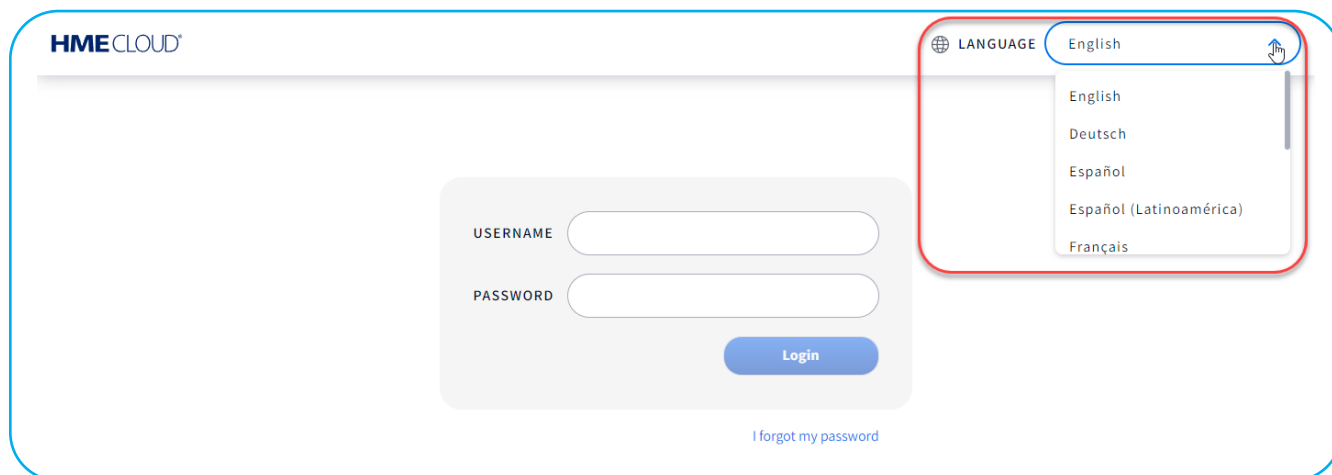 HME CLOUD®
LANGUAGE English
English
Deutsch
Español
Español (Latinoamérica)
Français
USERNAME
PASSWORD
Login
I forgot my password